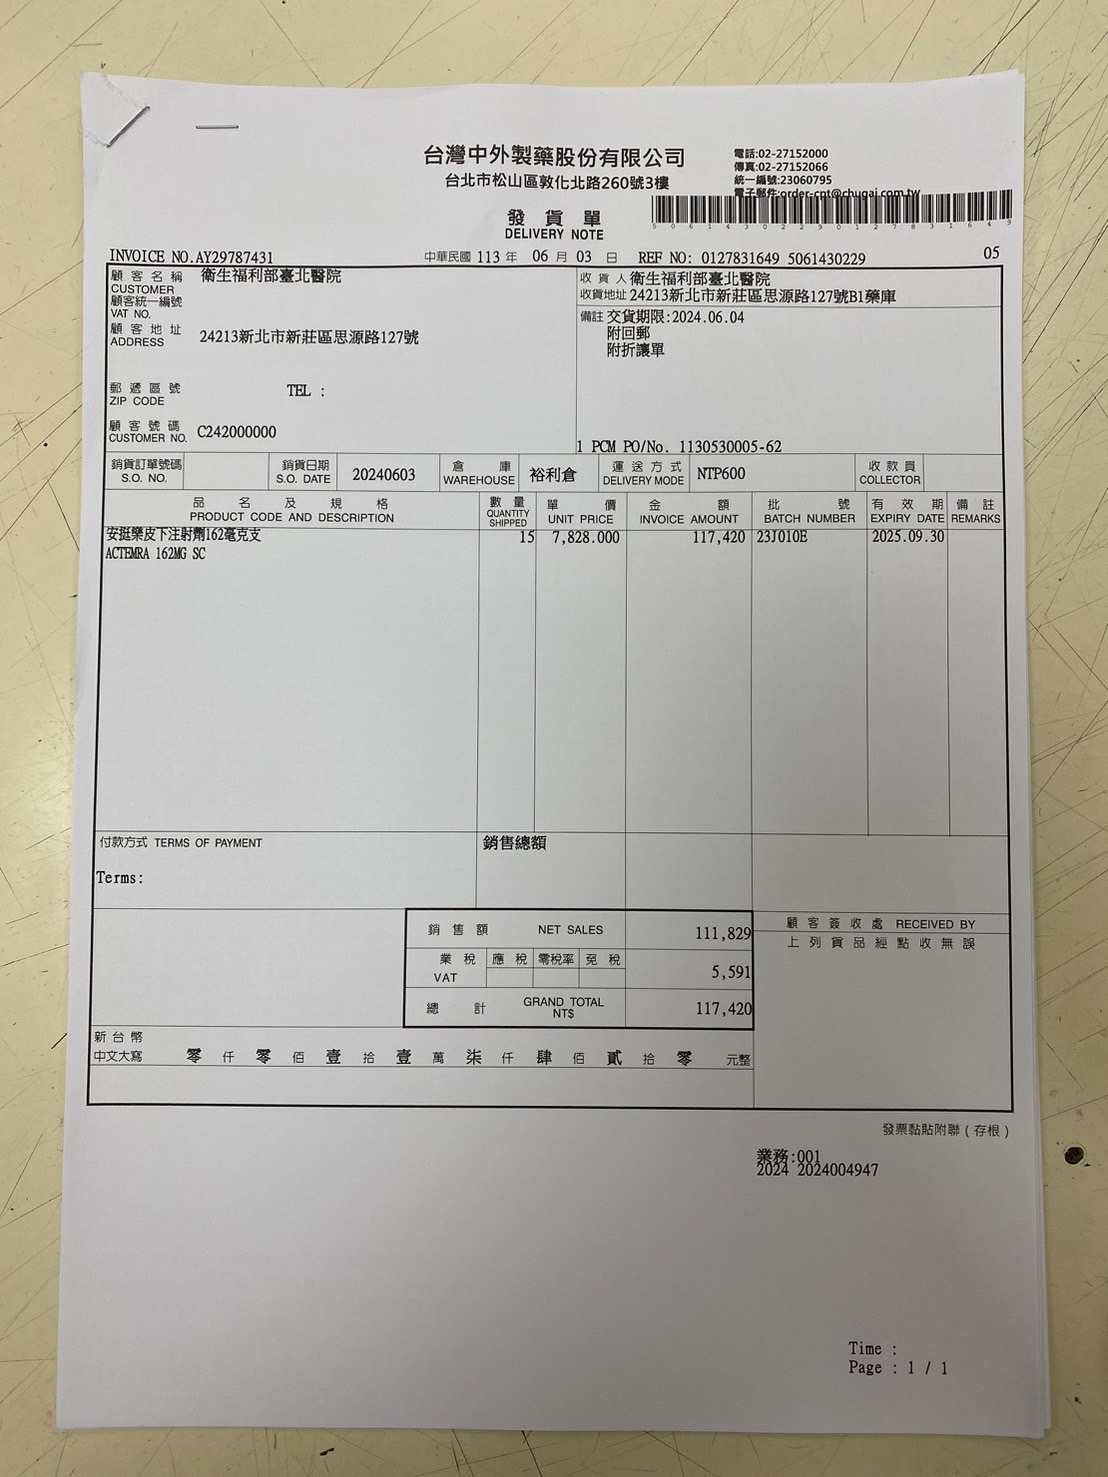 台灣中外製藥股份有限公司
台北市松山區敦化北路260號3樓
電話:02-27152000
傳真:02-27152066
統一編號:23060795
電子郵件:order-cpt@chugai.com.tw
發貨單
DELIVERY NOTE
INVOICE NO.AY29787431 中華民國 113 年 06 月 03 日 REF NO: 0127831649 5061430229 05
顧客名稱 衛生福利部臺北醫院
CUSTOMER
顧客統一編號
VAT NO.
顧客地址 24213新北市新莊區思源路127號
ADDRESS
郵遞區號 TEL :
ZIP CODE
顧客號碼 C242000000
CUSTOMER NO.
收貨人 衛生福利部臺北醫院
收貨地址 24213新北市新莊區思源路127號B1藥庫
備註 交貨期限:2024.06.04
附回郵
附折讓單
1 PCM PO/No. 1130530005-62
銷貨訂單號碼 銷貨日期 20240603 倉庫 裕利倉 運送方式 NTP600 收款員
S.O. NO. S.O. DATE WAREHOUSE DELIVERY MODE COLLECTOR
品名及規格 數量 單價 金額 批號 有效期 備註
PRODUCT CODE AND DESCRIPTION QUANTITY SHIPPED UNIT PRICE INVOICE AMOUNT BATCH NUMBER EXPIRY DATE REMARKS
安挺樂皮下注射劑162毫克支 15 7,828.000 117,420 23J010E 2025.09.30
ACTEMRA 162MG SC
付款方式 TERMS OF PAYMENT 銷售總額
Terms:
銷售額 NET SALES 111,829
業稅 應稅 零稅率 免稅 5,591
VAT
總計 GRAND TOTAL NT$ 117,420
顧客簽收處 RECEIVED BY
上列貨品經點收無誤
新台幣
中文大寫 零仟零佰壹拾壹萬柒仟肆佰貳拾零元整
發票黏貼附聯(存根)
業務:001
2024 2024004947
Time :
Page : 1 / 1